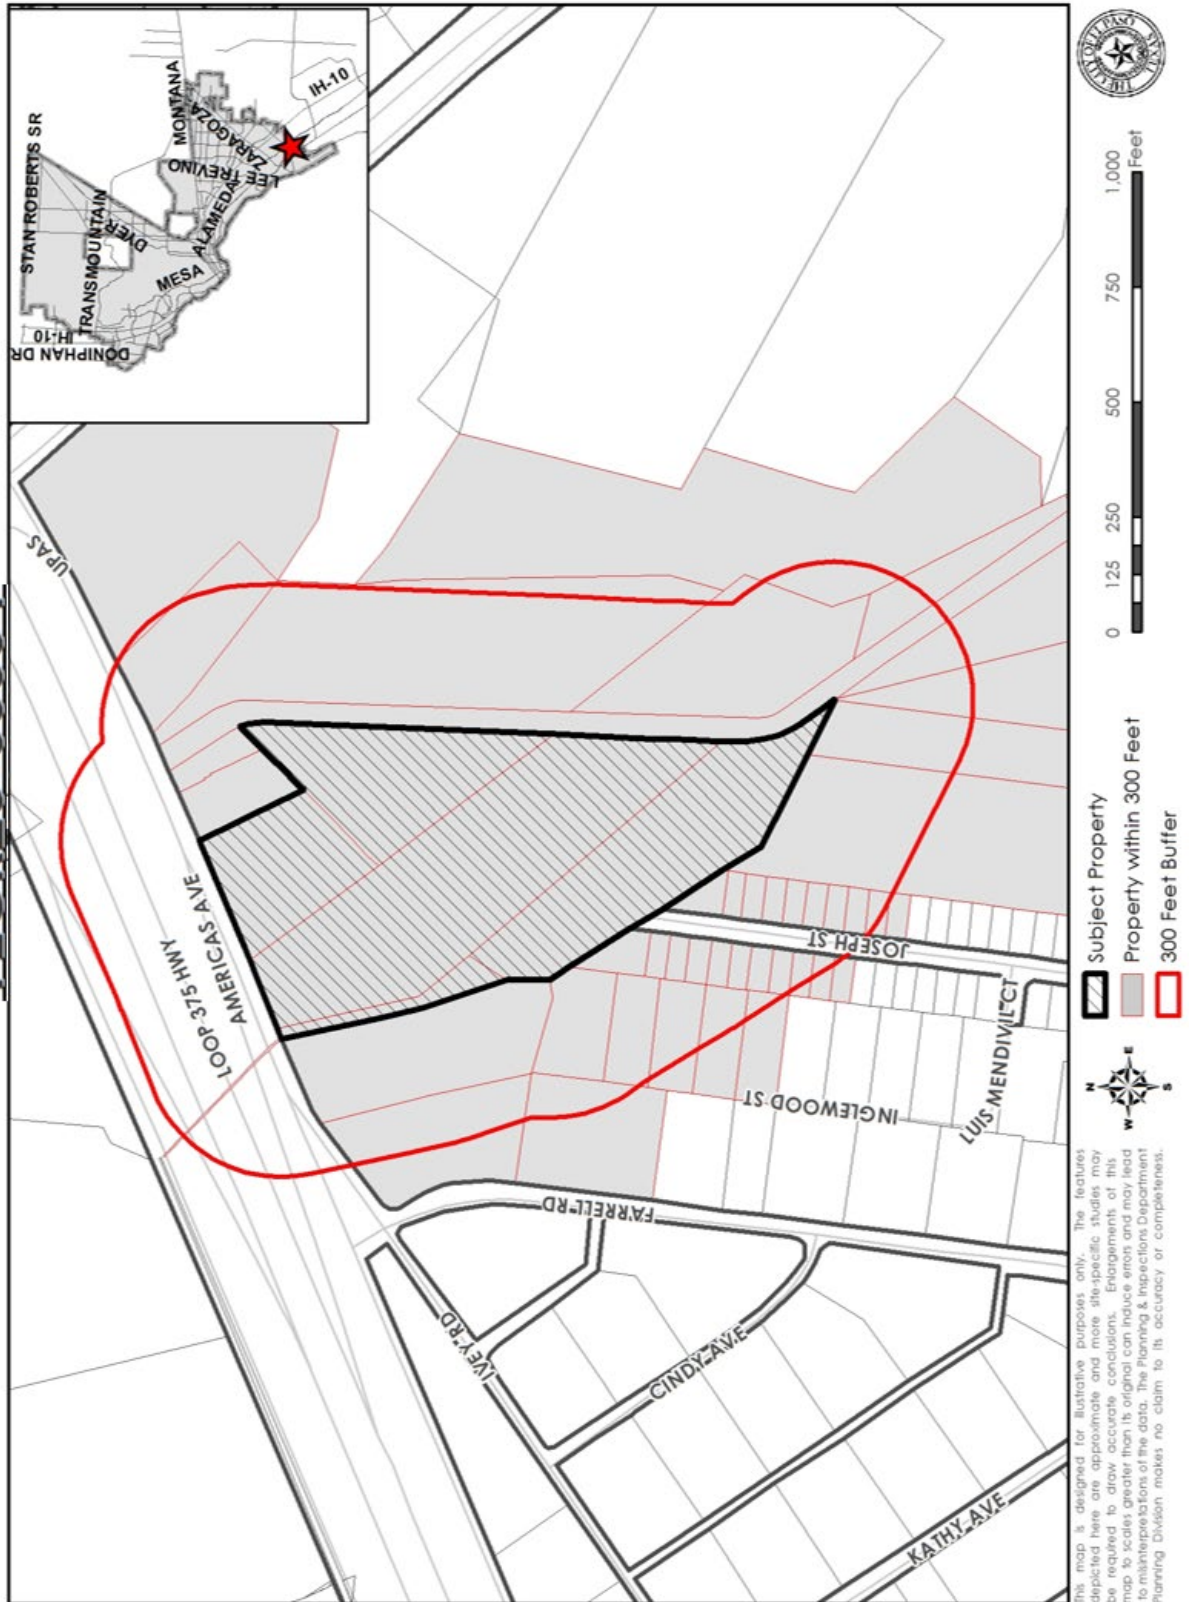 STAN ROBERTS SR
MONTANA
IH-10
ZARAGOZA
LEE TREVINO
TRANSMOUNTAIN
DYER
ALAMEDA
MESA
IH-10
DONIPHAN DR
UPAS
LOOP-375 HWY
AMERICAS AVE
JOSEPH ST
LUIS MENDIVIL CT
INGLEWOOD ST
FARRELL RD
IVEY RD
CINDY AVE
KATHY AVE
This map is designed for illustrative purposes only. The features
depicted here are approximate and more site-specific studies may
be required to draw accurate conclusions. Enlargements of this
map to scales greater than its original can induce errors and may lead
to misinterpretations of the data. The Planning & Inspections Department
Planning Division makes no claim to its accuracy or completeness.
N
W E
S
Subject Property
Property within 300 Feet
300 Feet Buffer
0 125 250 500 750 1,000
Feet
THE CITY OF EL PASO
TEXAS